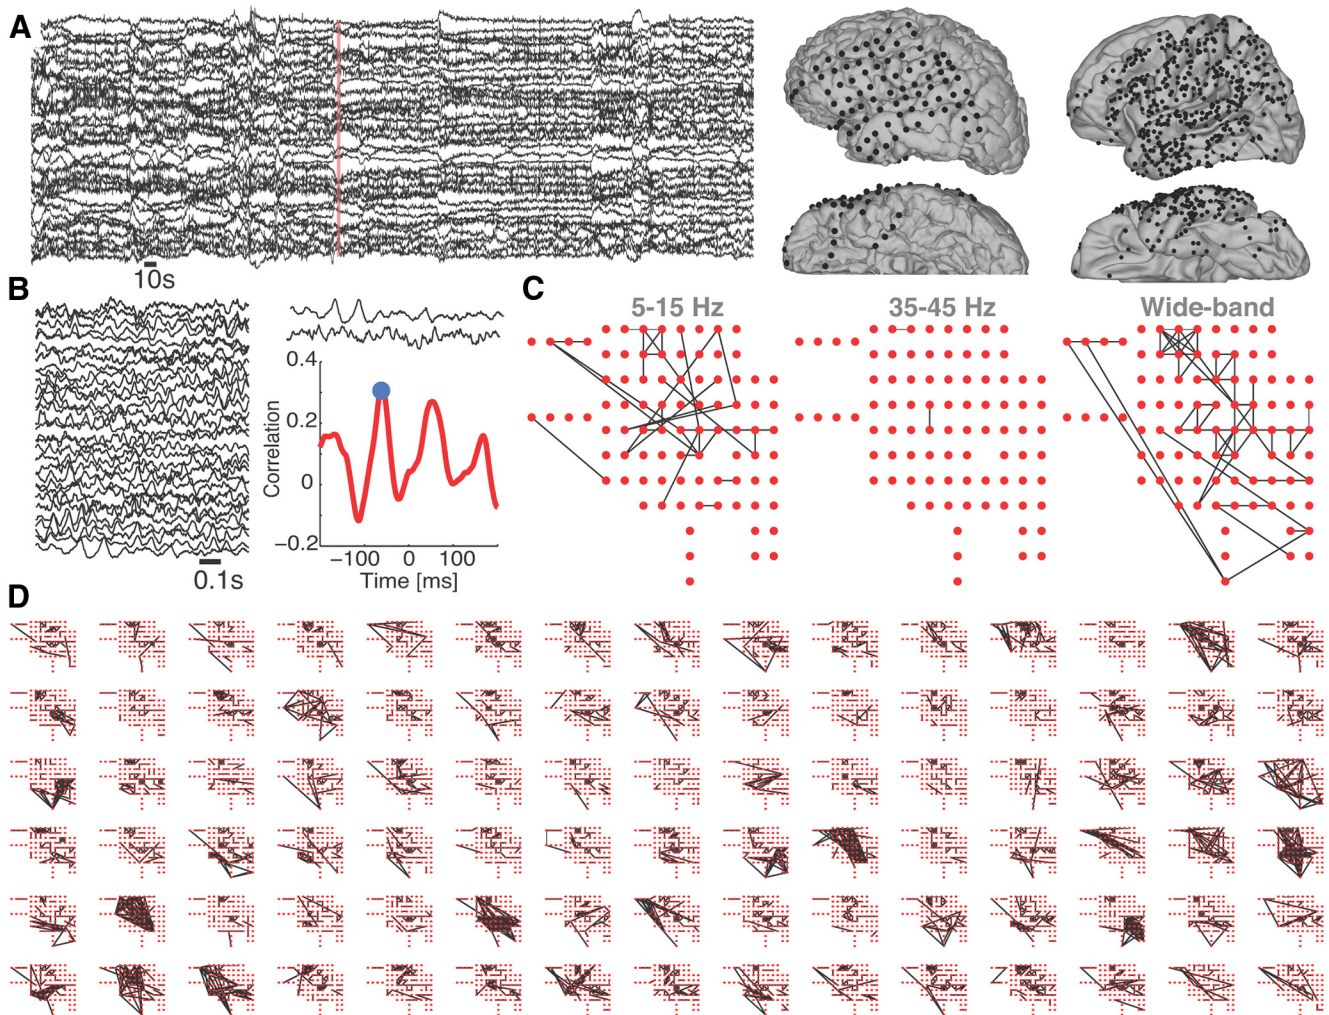 A
10s
B
0.1s
0.4
0.2
0
−0.2
Correlation
−100 0 100
Time [ms]
C
5-15 Hz 35-45 Hz Wide-band
D